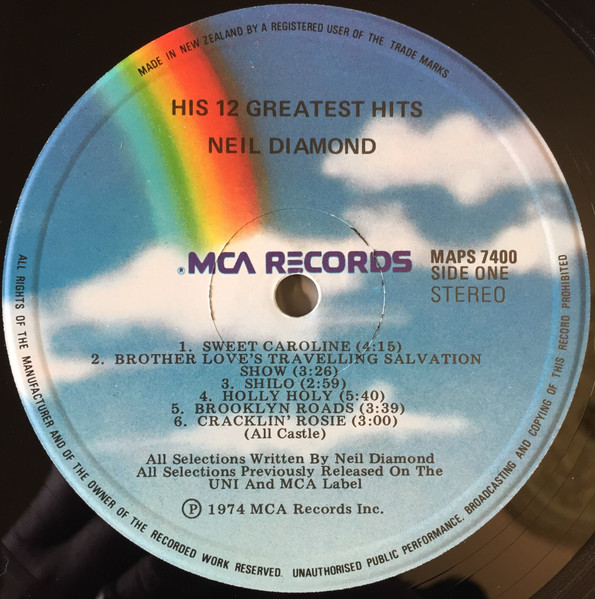 MADE IN NEW ZEALAND BY A REGISTERED USER OF THE TRADE MARKS
HIS 12 GREATEST HITS
NEIL DIAMOND
®MCA RECORDS
MAPS 7400
SIDE ONE
STEREO
1. SWEET CAROLINE (4:15)
2. BROTHER LOVE'S TRAVELLING SALVATION
SHOW (3:26)
3. SHILO (2:59)
4. HOLLY HOLY (5:40)
5. BROOKLYN ROADS (3:39)
6. CRACKLIN' ROSIE (3:00)
(All Castle)
All Selections Written By Neil Diamond
All Selections Previously Released On The
UNI And MCA Label
Ⓟ 1974 MCA Records Inc.
ALL RIGHTS OF THE MANUFACTURER AND OF THE OWNER OF THE RECORDED WORK RESERVED. UNAUTHORISED PUBLIC PERFORMANCE, BROADCASTING AND COPYING OF THIS RECORD PROHIBITED